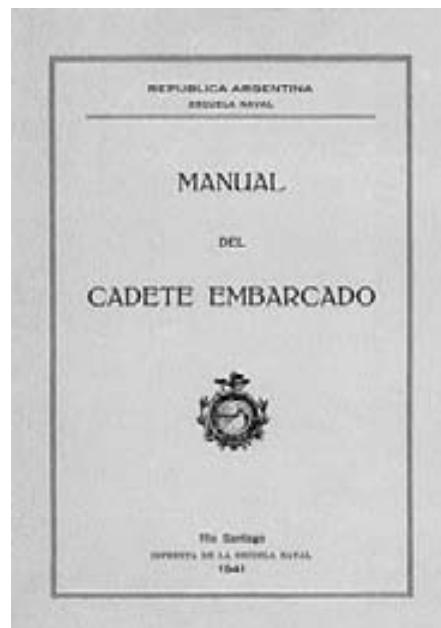 REPUBLICA ARGENTINA
ESCUELA NAVAL
MANUAL
DEL
CADETE EMBARCADO
Río Santiago
IMPRENTA DE LA ESCUELA NAVAL
1941